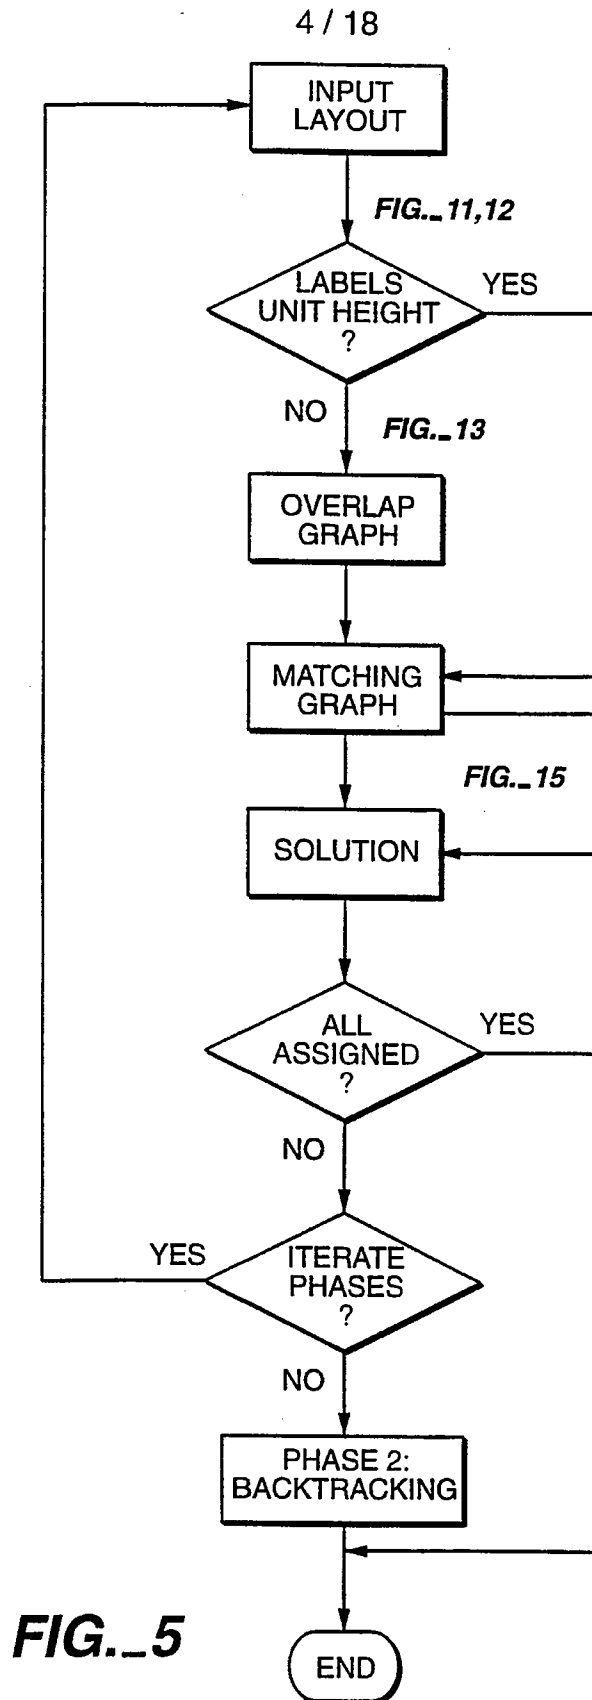 4 / 18
INPUT
LAYOUT
FIG._11,12
LABELS
UNIT HEIGHT
?
YES
NO
FIG._13
OVERLAP
GRAPH
MATCHING
GRAPH
FIG._15
SOLUTION
ALL
ASSIGNED
?
YES
NO
YES
ITERATE
PHASES
?
NO
PHASE 2:
BACKTRACKING
FIG._5
END